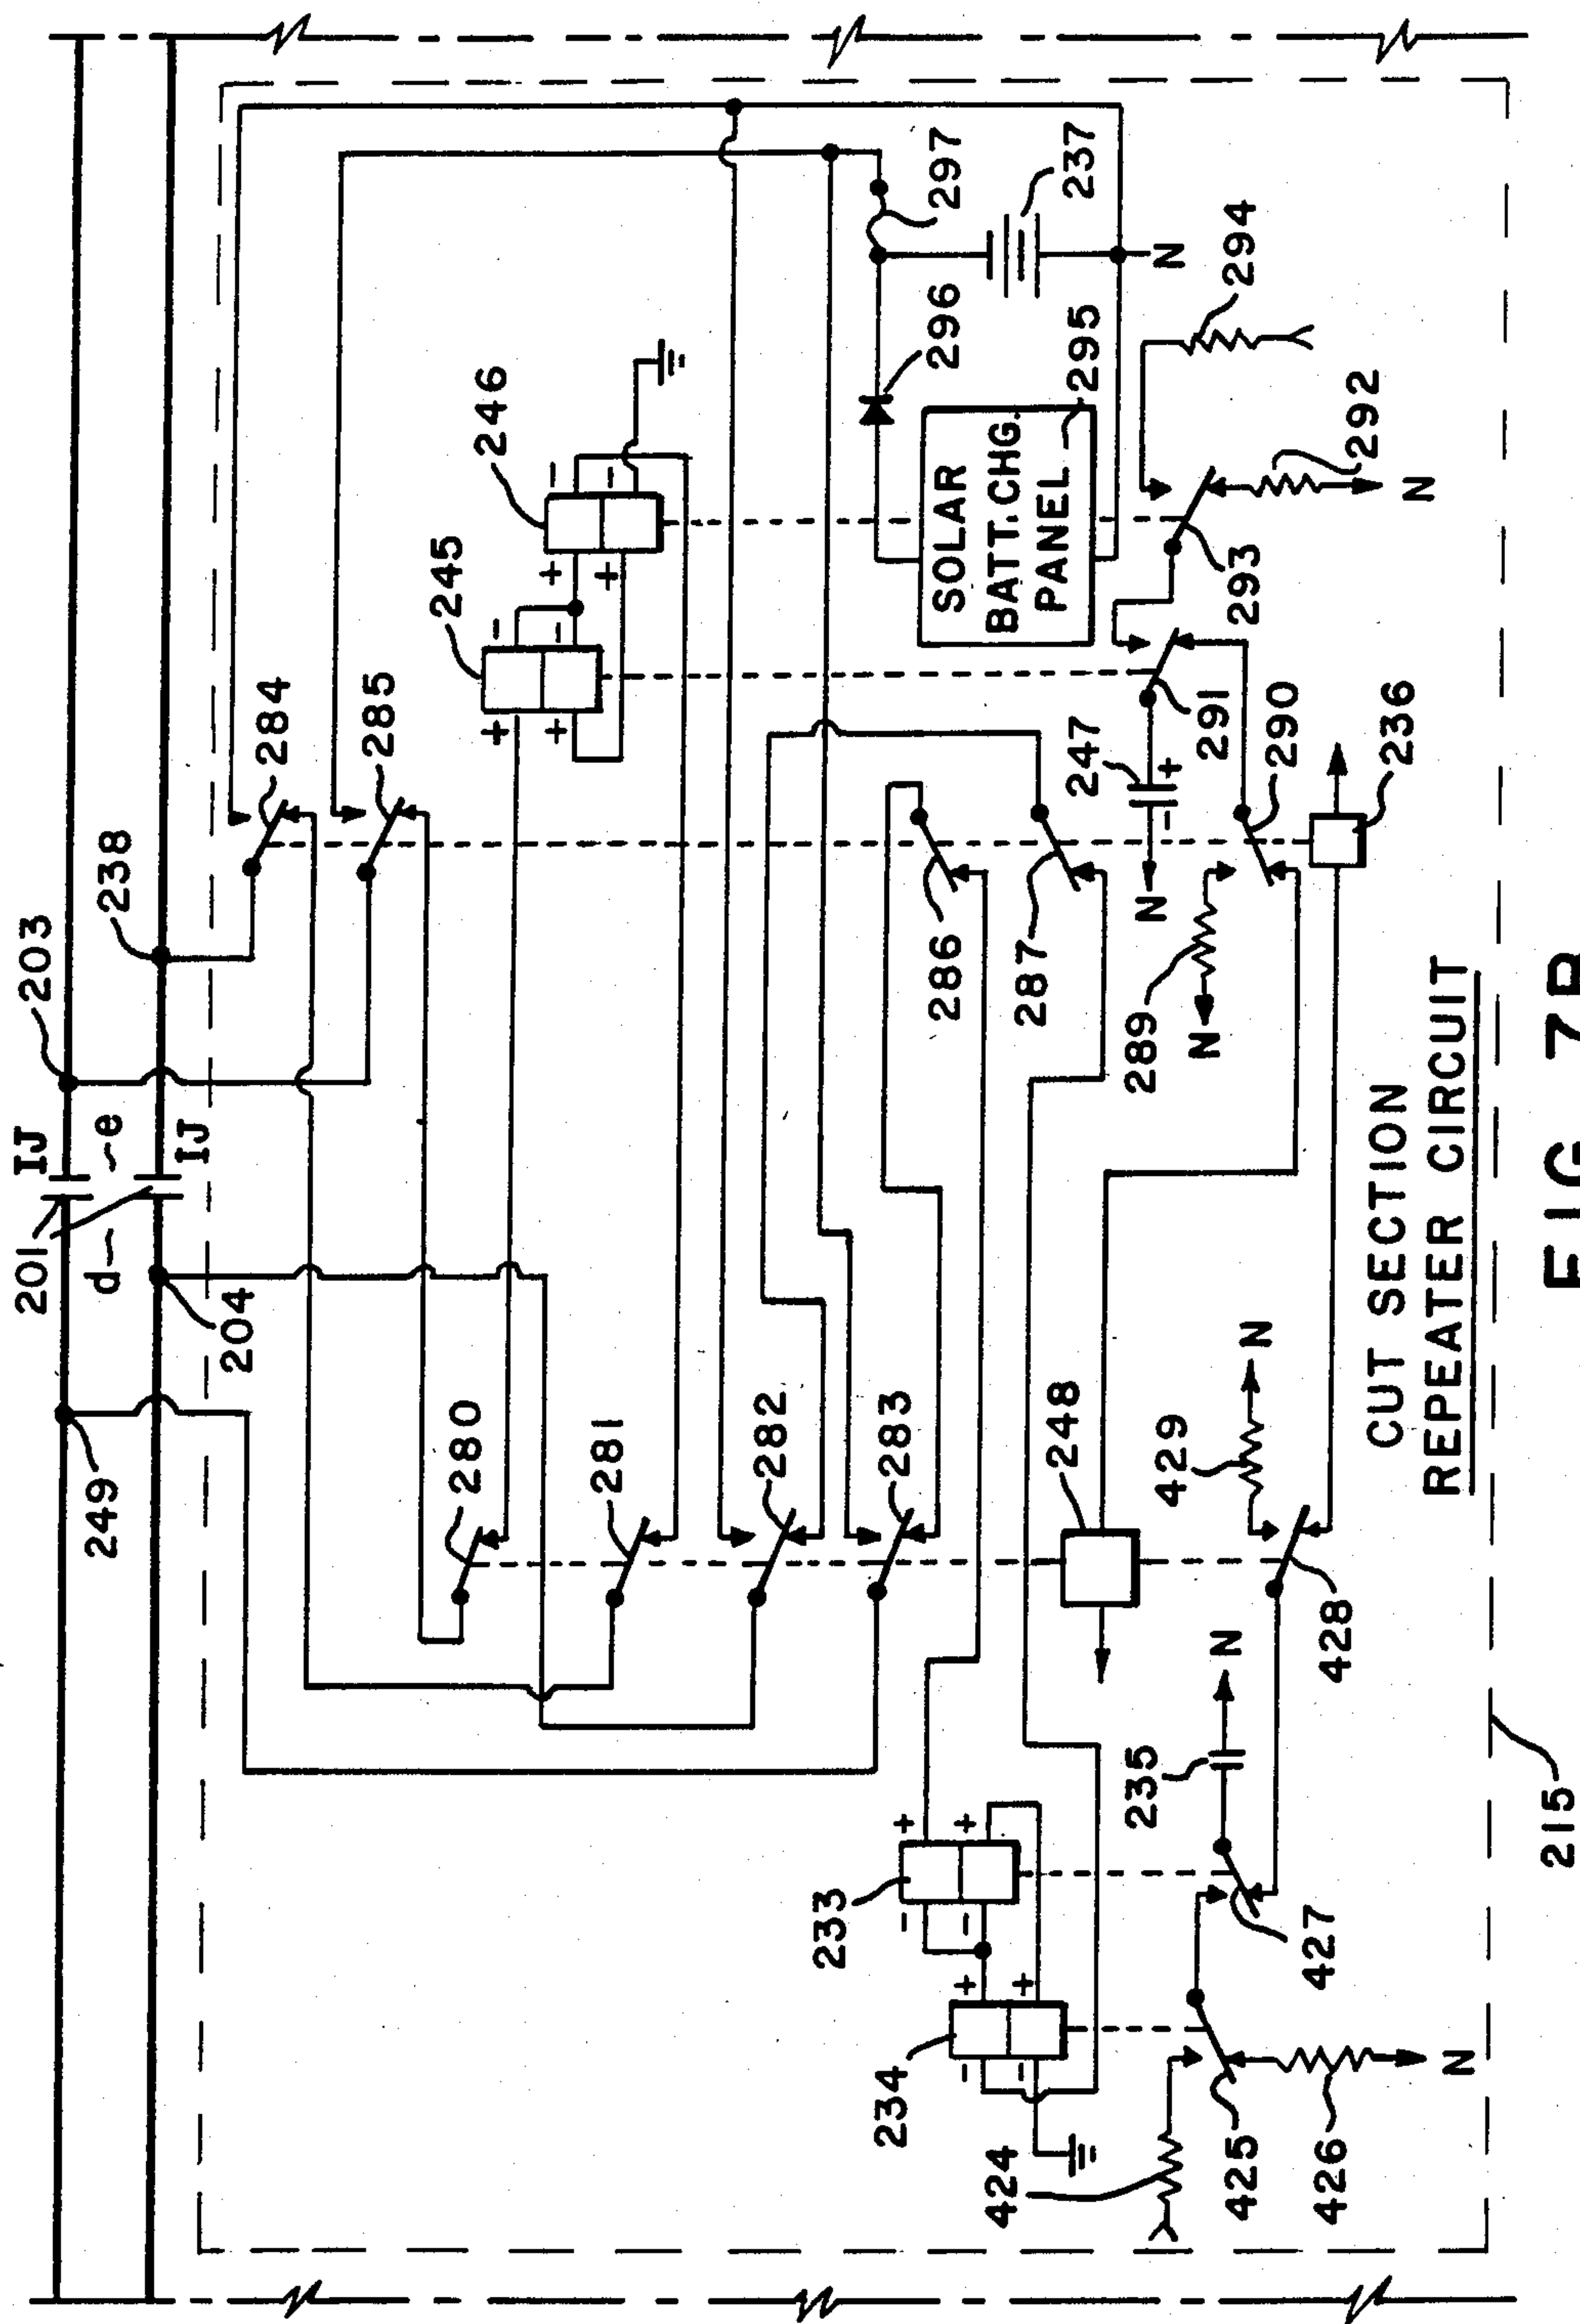 IJ
201
d
e
IJ
203
238
249
204
284
285
245
246
- -
+ +
- -
+ +
280
281
282
283
286
287
297
296
237
SOLAR
BATT. CHG.
PANEL
295
N
294
292
N
293
291
247
- +
N
290
289
N
236
248
429
N
428
233
+ +
- -
234
+ +
- -
235
N
427
424
425
426
N
CUT SECTION
REPEATER CIRCUIT
215
FIG. 7B